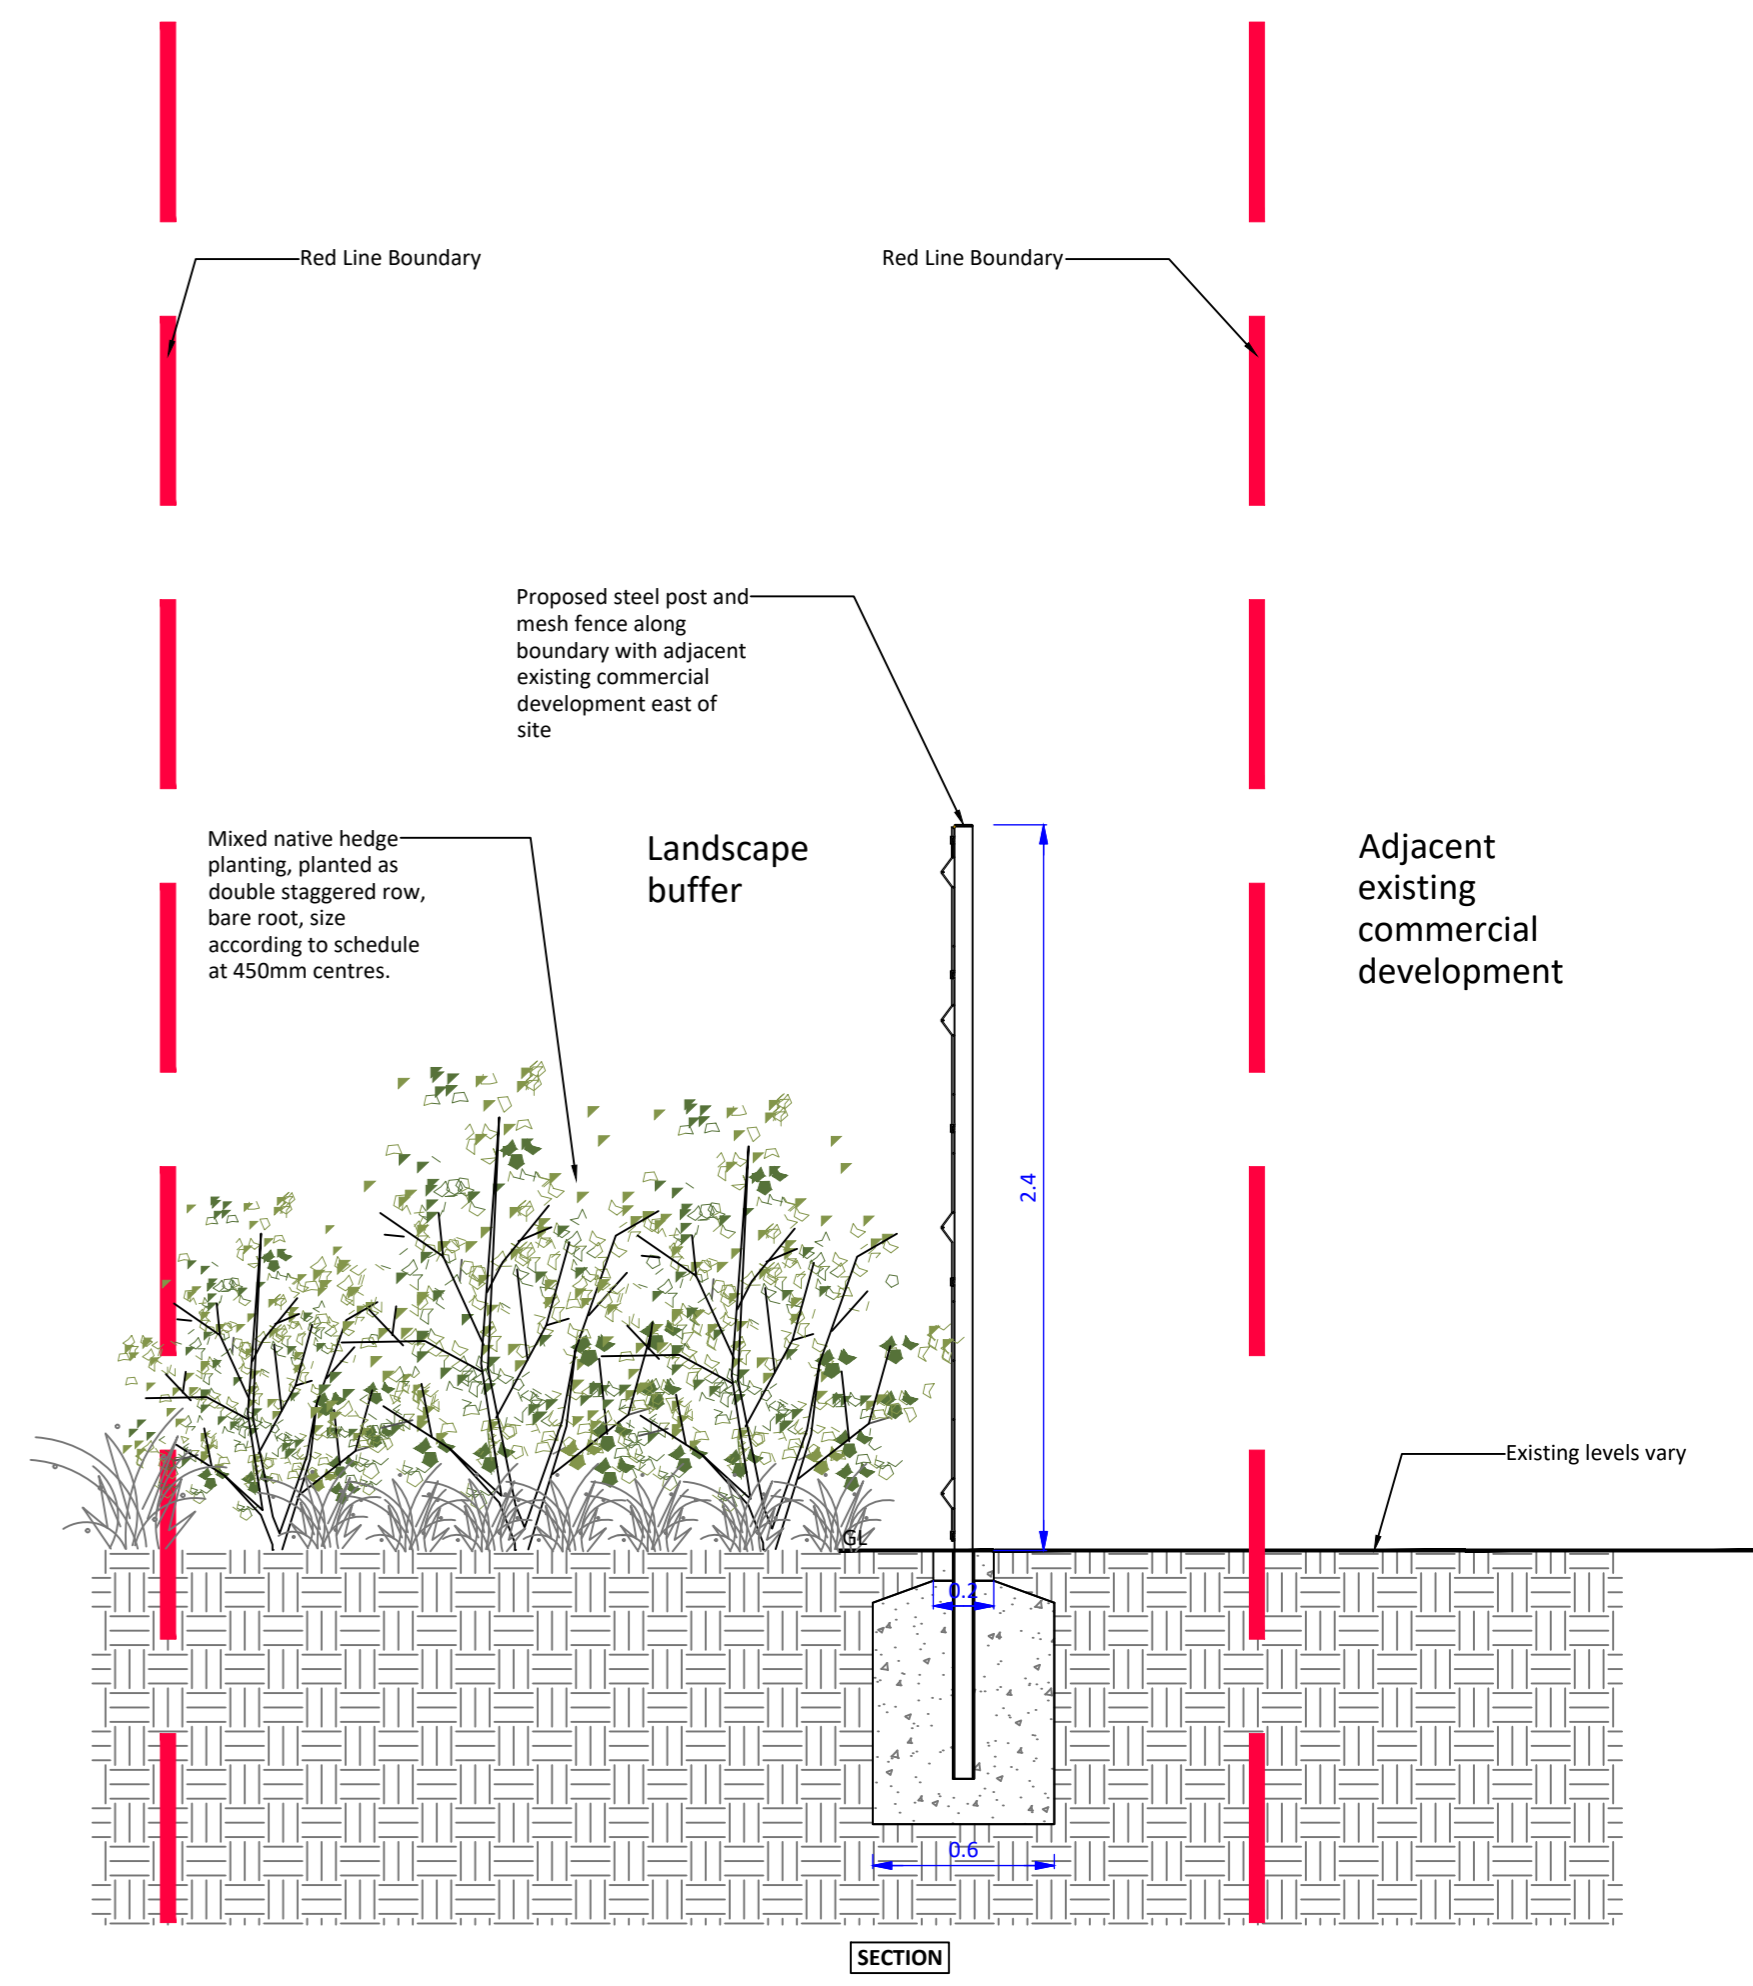 Red Line Boundary
Red Line Boundary
Proposed steel post and
mesh fence along
boundary with adjacent
existing commercial
development east of
site
Mixed native hedge
planting, planted as
double staggered row,
bare root, size
according to schedule
at 450mm centres.
Landscape
buffer
Adjacent
existing
commercial
development
2.4
Existing levels vary
GL
0.2
0.6
SECTION